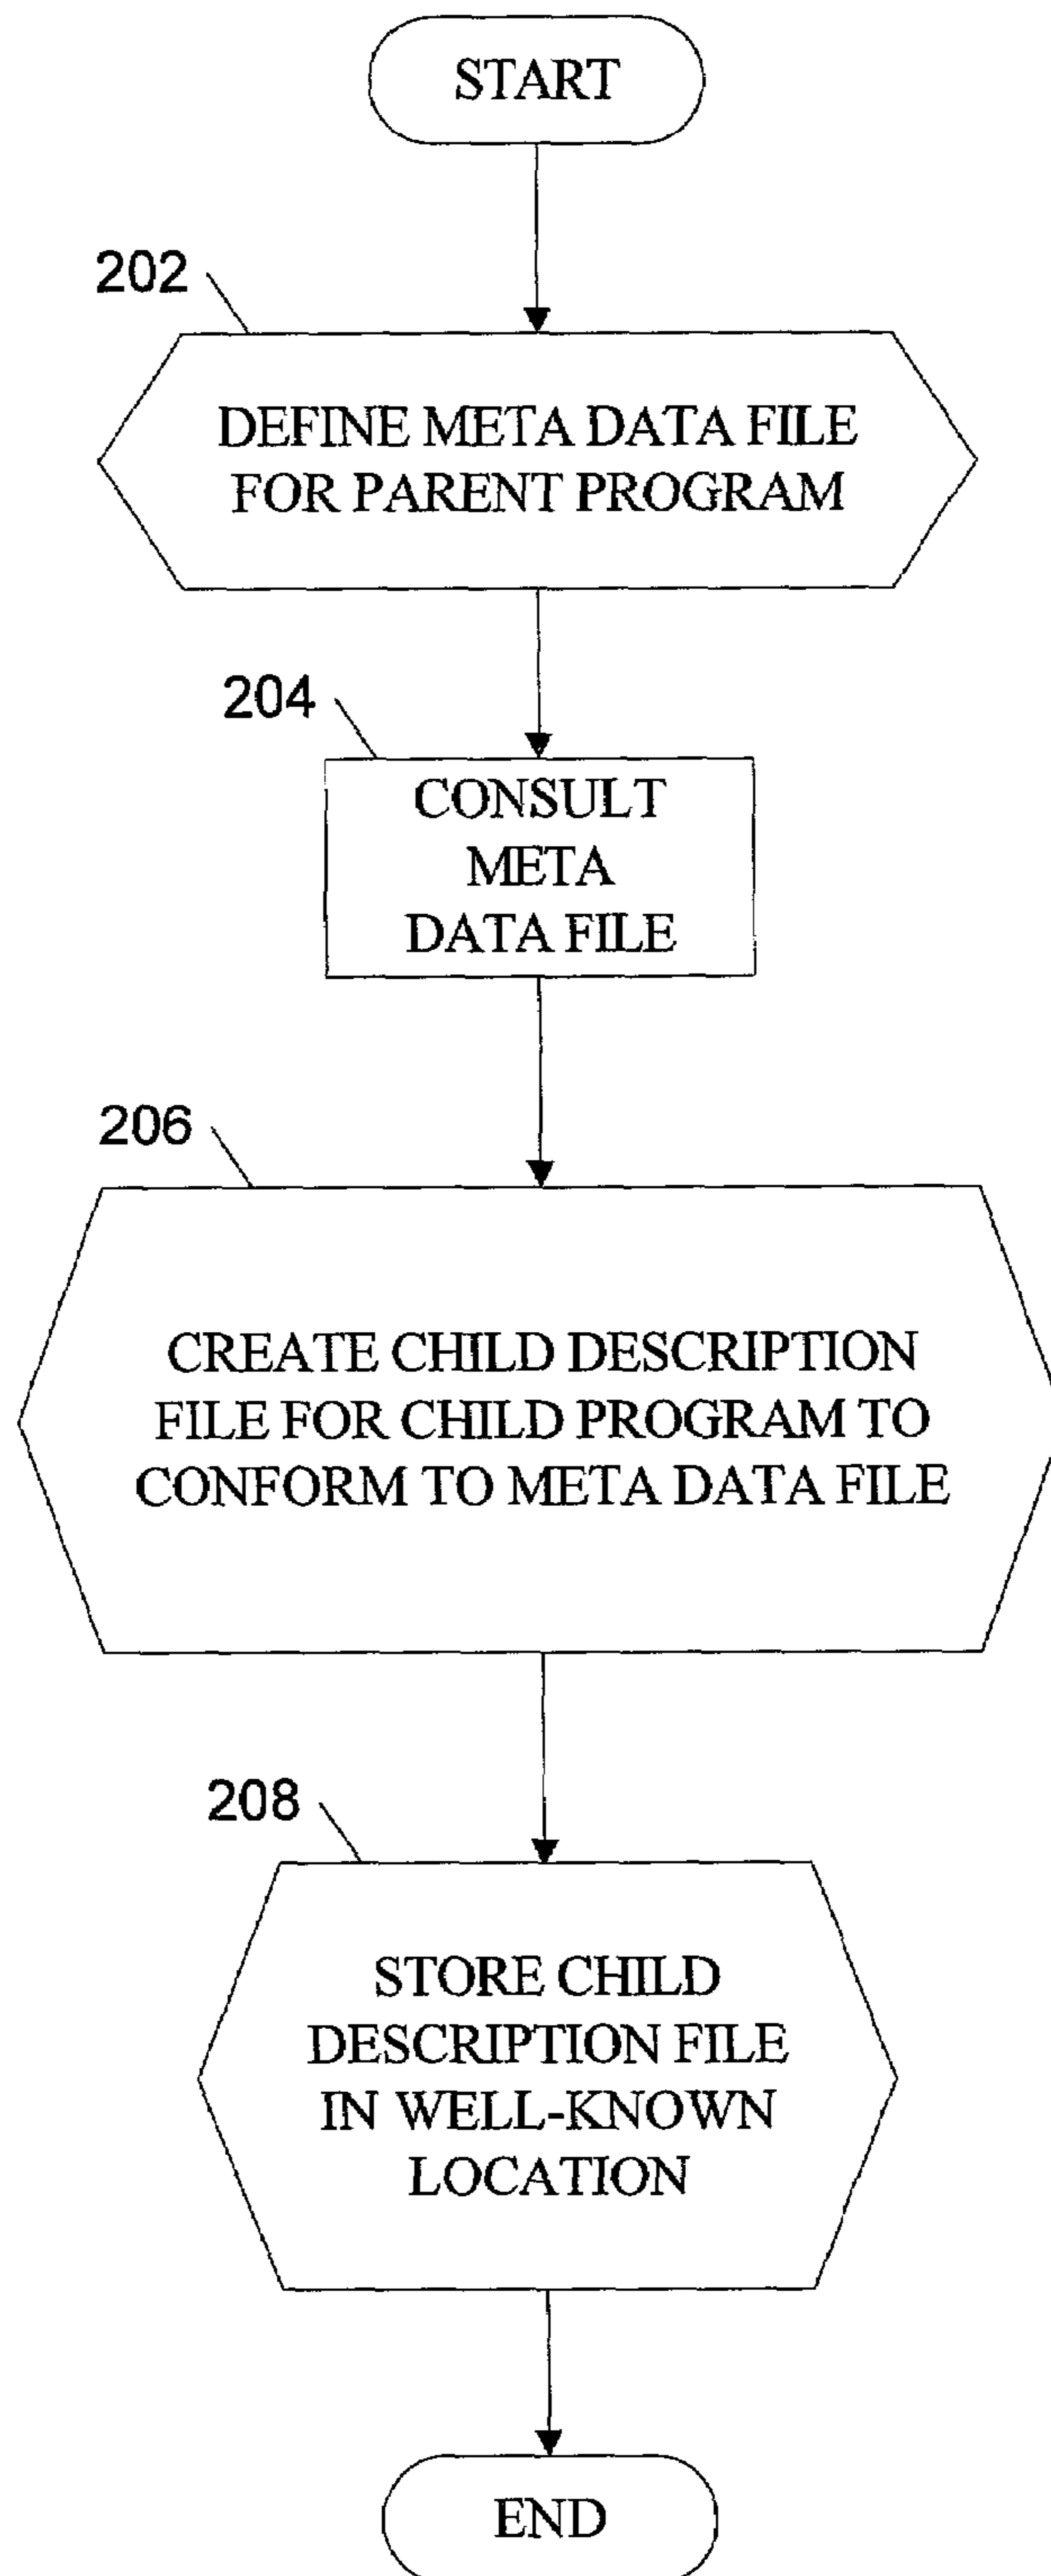 START
202
DEFINE META DATA FILE
FOR PARENT PROGRAM
204
CONSULT
META
DATA FILE
206
CREATE CHILD DESCRIPTION
FILE FOR CHILD PROGRAM TO
CONFORM TO META DATA FILE
208
STORE CHILD
DESCRIPTION FILE
IN WELL-KNOWN
LOCATION
END